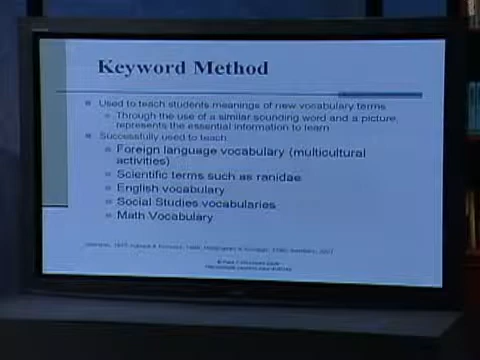 Keyword Method
Used to teach students meanings of new vocabulary terms
Through the use of a similar sounding word and a picture,
represents the essential information to learn
Successfully used to teach
Foreign language vocabulary (multicultural
activities)
Scientific terms such as ranidae
English vocabulary
Social Studies vocabularies
Math Vocabulary